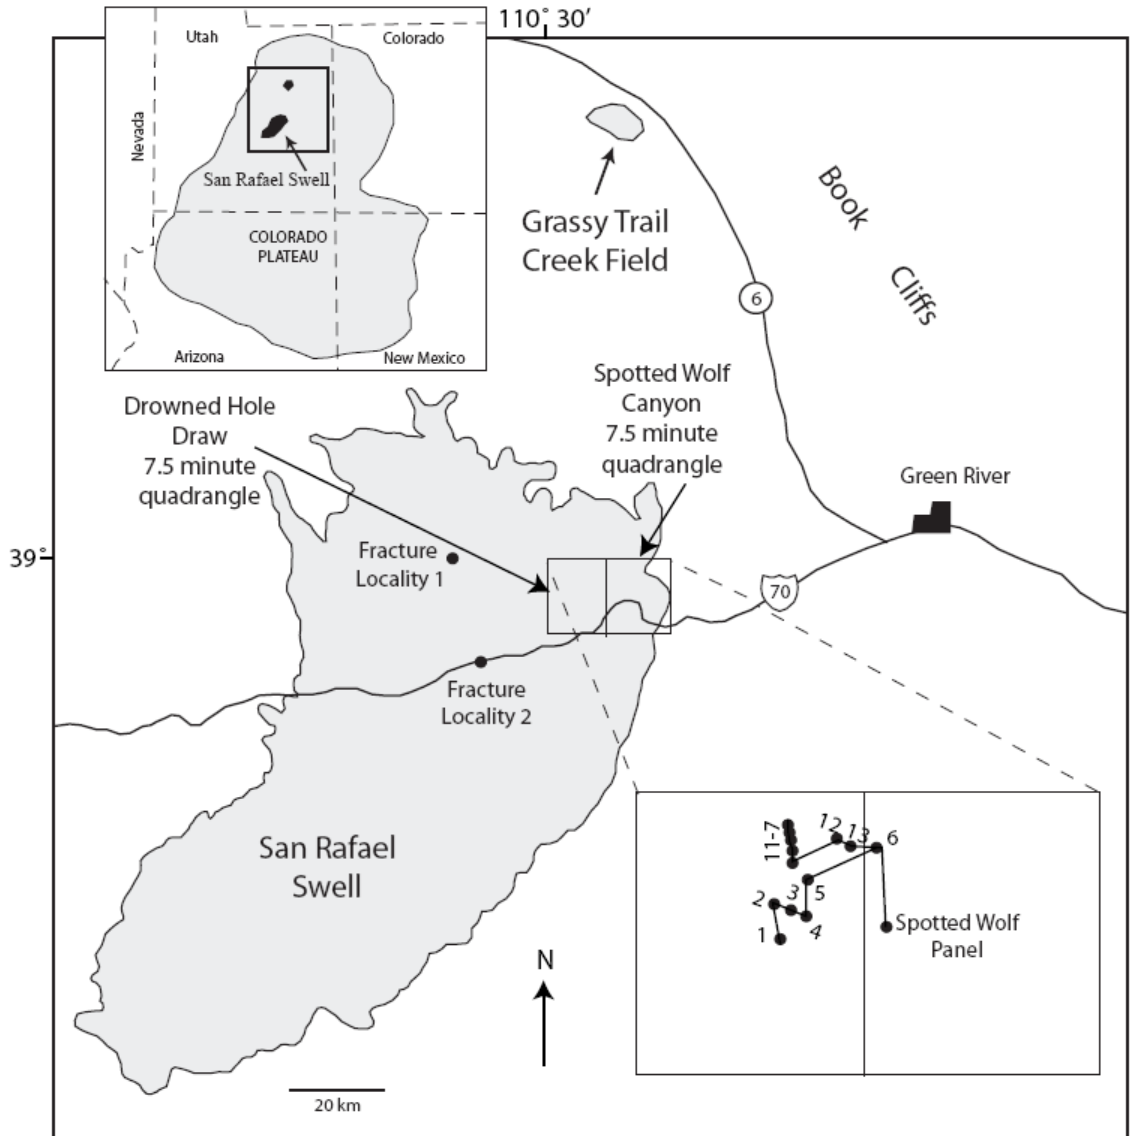 110° 30'
Utah
Colorado
Nevada
San Rafael Swell
COLORADO
PLATEAU
Arizona
New Mexico
Grassy Trail
Creek Field
Book
Cliffs
6
Spotted Wolf
Canyon
7.5 minute
quadrangle
Drowned Hole
Draw
7.5 minute
quadrangle
Green River
39°
Fracture
Locality 1
70
Fracture
Locality 2
San Rafael
Swell
11-7
12
13
6
2
3
5
1
4
Spotted Wolf
Panel
N
20 km